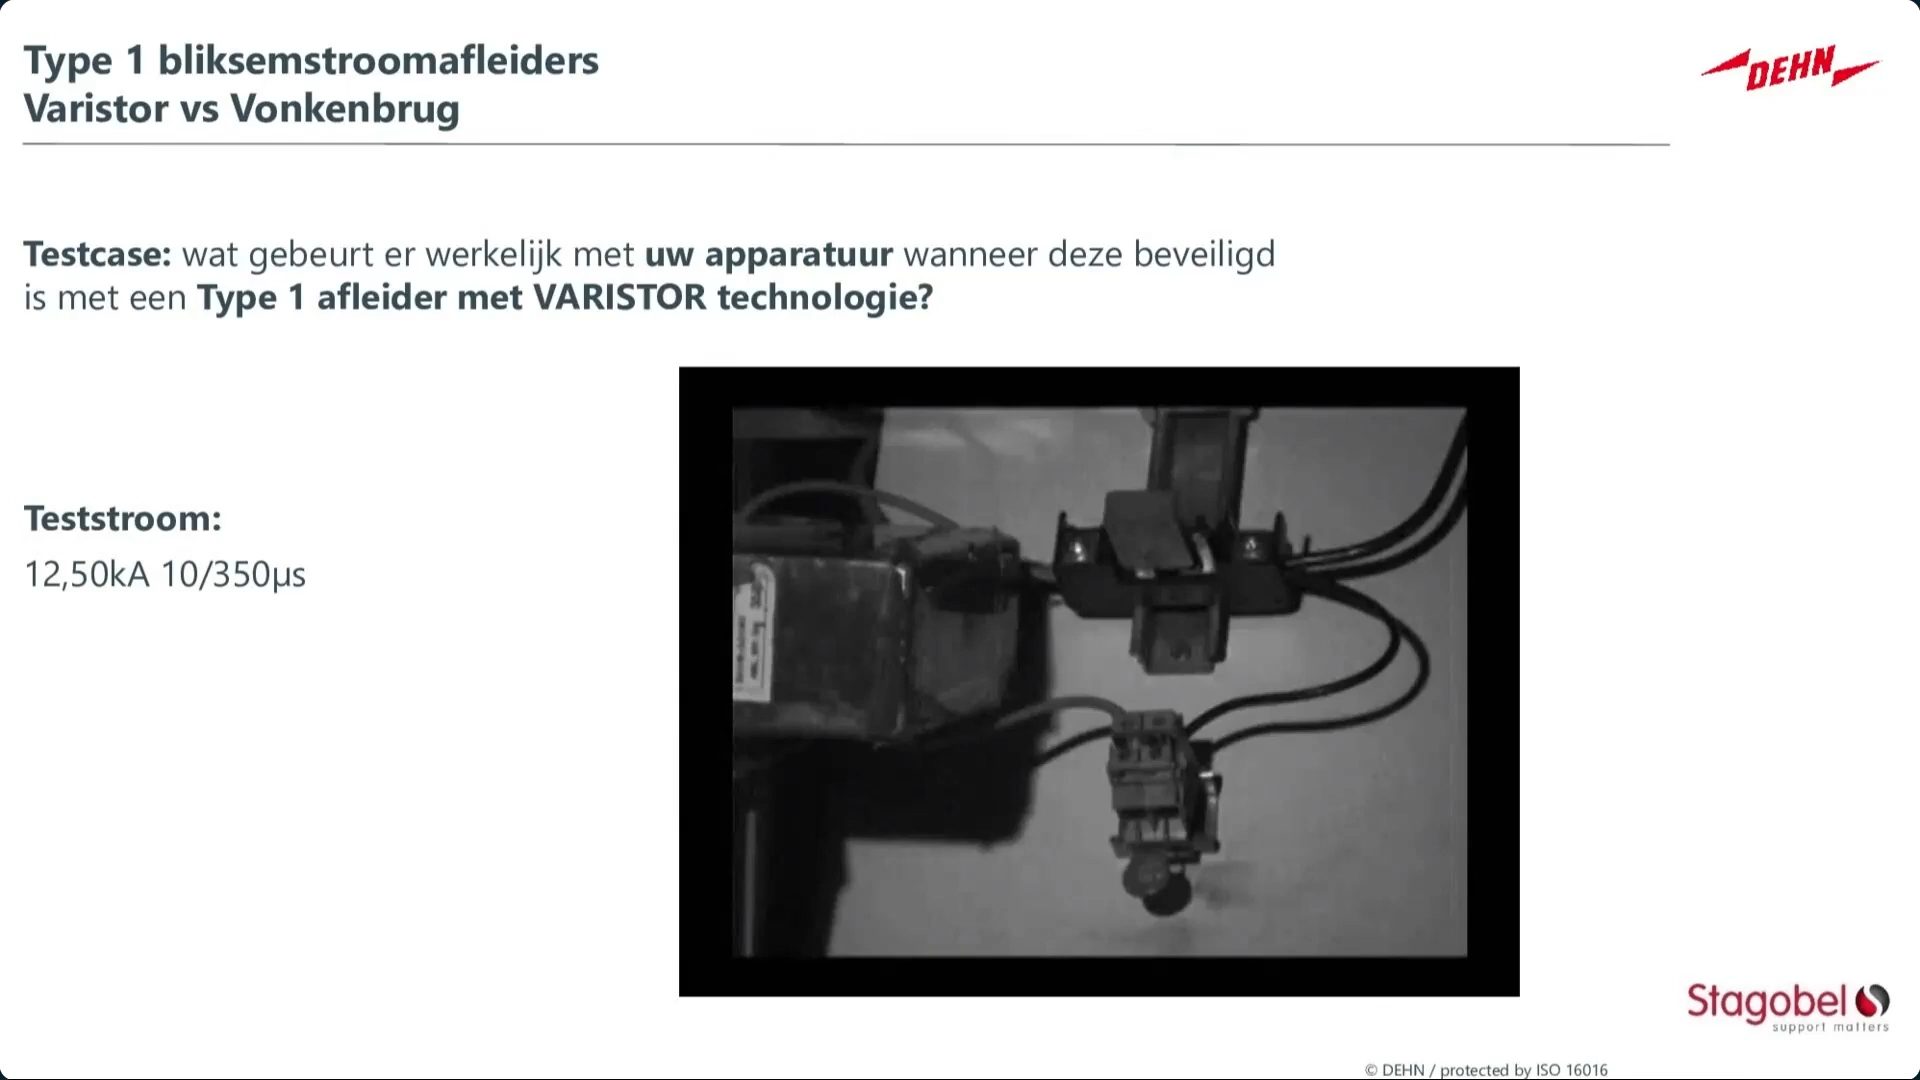 Type 1 bliksemstroomafleiders
Varistor vs Vonkenbrug
DEHN
Testcase: wat gebeurt er werkelijk met uw apparatuur wanneer deze beveiligd
is met een Type 1 afleider met VARISTOR technologie?
Teststroom:
12,50kA 10/350µs
Stagobel
support matters
© DEHN / protected by ISO 16016